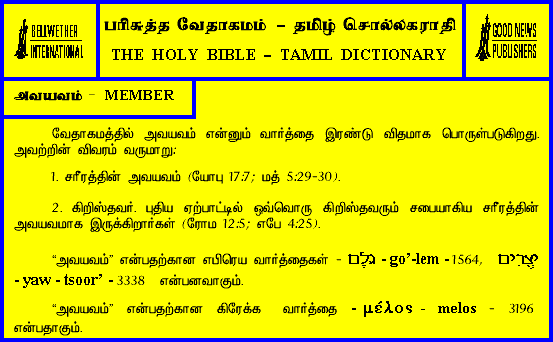 BELLWETHER
INTERNATIONAL
பரிசுத்த வேதாகமம் - தமிழ் சொல்லகராதி
THE HOLY BIBLE - TAMIL DICTIONARY
GOOD NEWS
PUBLISHERS
அவயவம் - MEMBER
வேதாகமத்தில் அவயவம் என்னும் வார்த்தை இரண்டு விதமாக பொருள்படுகிறது.
அவற்றின் விவரம் வருமாறு:
1. சரீரத்தின் அவயவம் (யோபு 17:7; மத் 5:29-30).
2. கிறிஸ்தவர். புதிய ஏற்பாட்டில் ஒவ்வொரு கிறிஸ்தவரும் சபையாகிய சரீரத்தின்
அவயவமாக இருக்கிறார்கள் (ரோம 12:5; எபே 4:25).
"அவயவம்" என்பதற்கான எபிரெய வார்த்தைகள் - גֹּלֶם - go'-lem - 1564, יָצֻרִים
- yaw - tsoor' - 3338 என்பனவாகும்.
"அவயவம்" என்பதற்கான கிரேக்க வார்த்தை - μέλος - melos - 3196
என்பதாகும்.